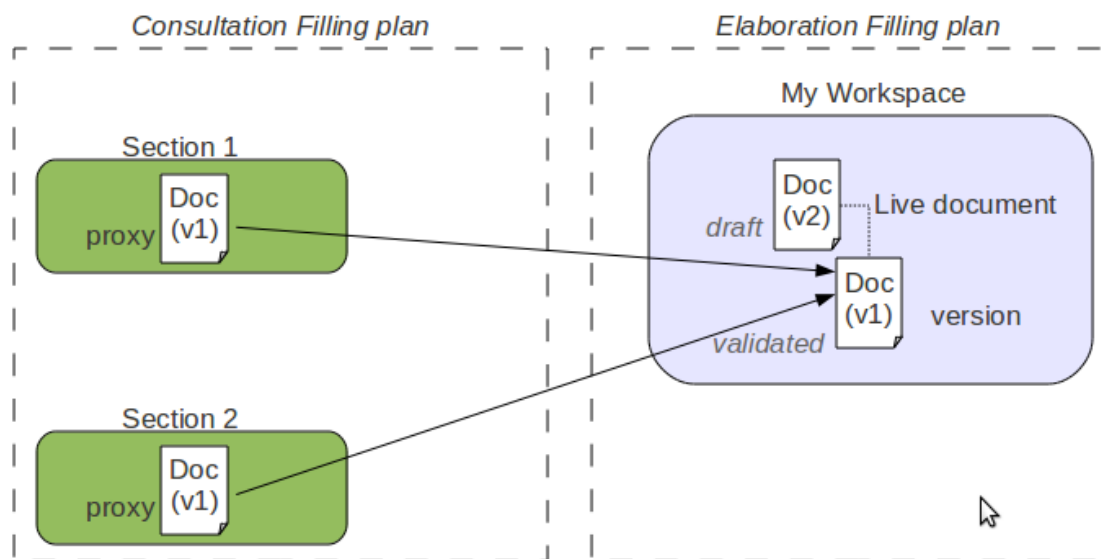 Consultation Filling plan
Elaboration Filling plan
My Workspace
Section 1
Doc
(v1)
proxy
Doc
(v2)
draft
Live document
Doc
(v1)
version
validated
Section 2
Doc
(v1)
proxy